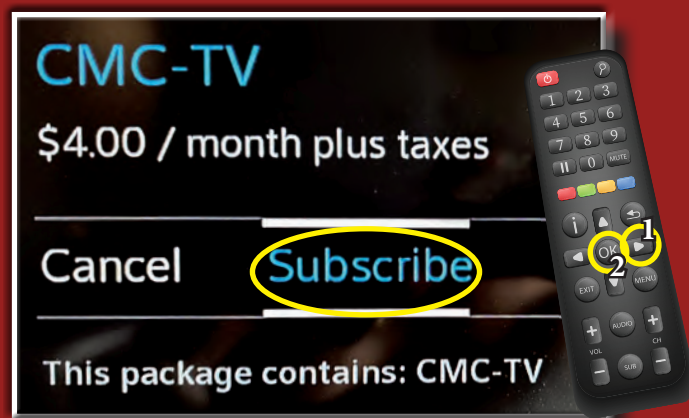 CMC-TV
$4.00 / month plus taxes
Cancel Subscribe
This package contains: CMC-TV
1 2 3
4 5 6
7 8 9
0 MUTE
i
1
OK
2
EXIT MENU
+ AUDIO +
VOL CH
- SUB -